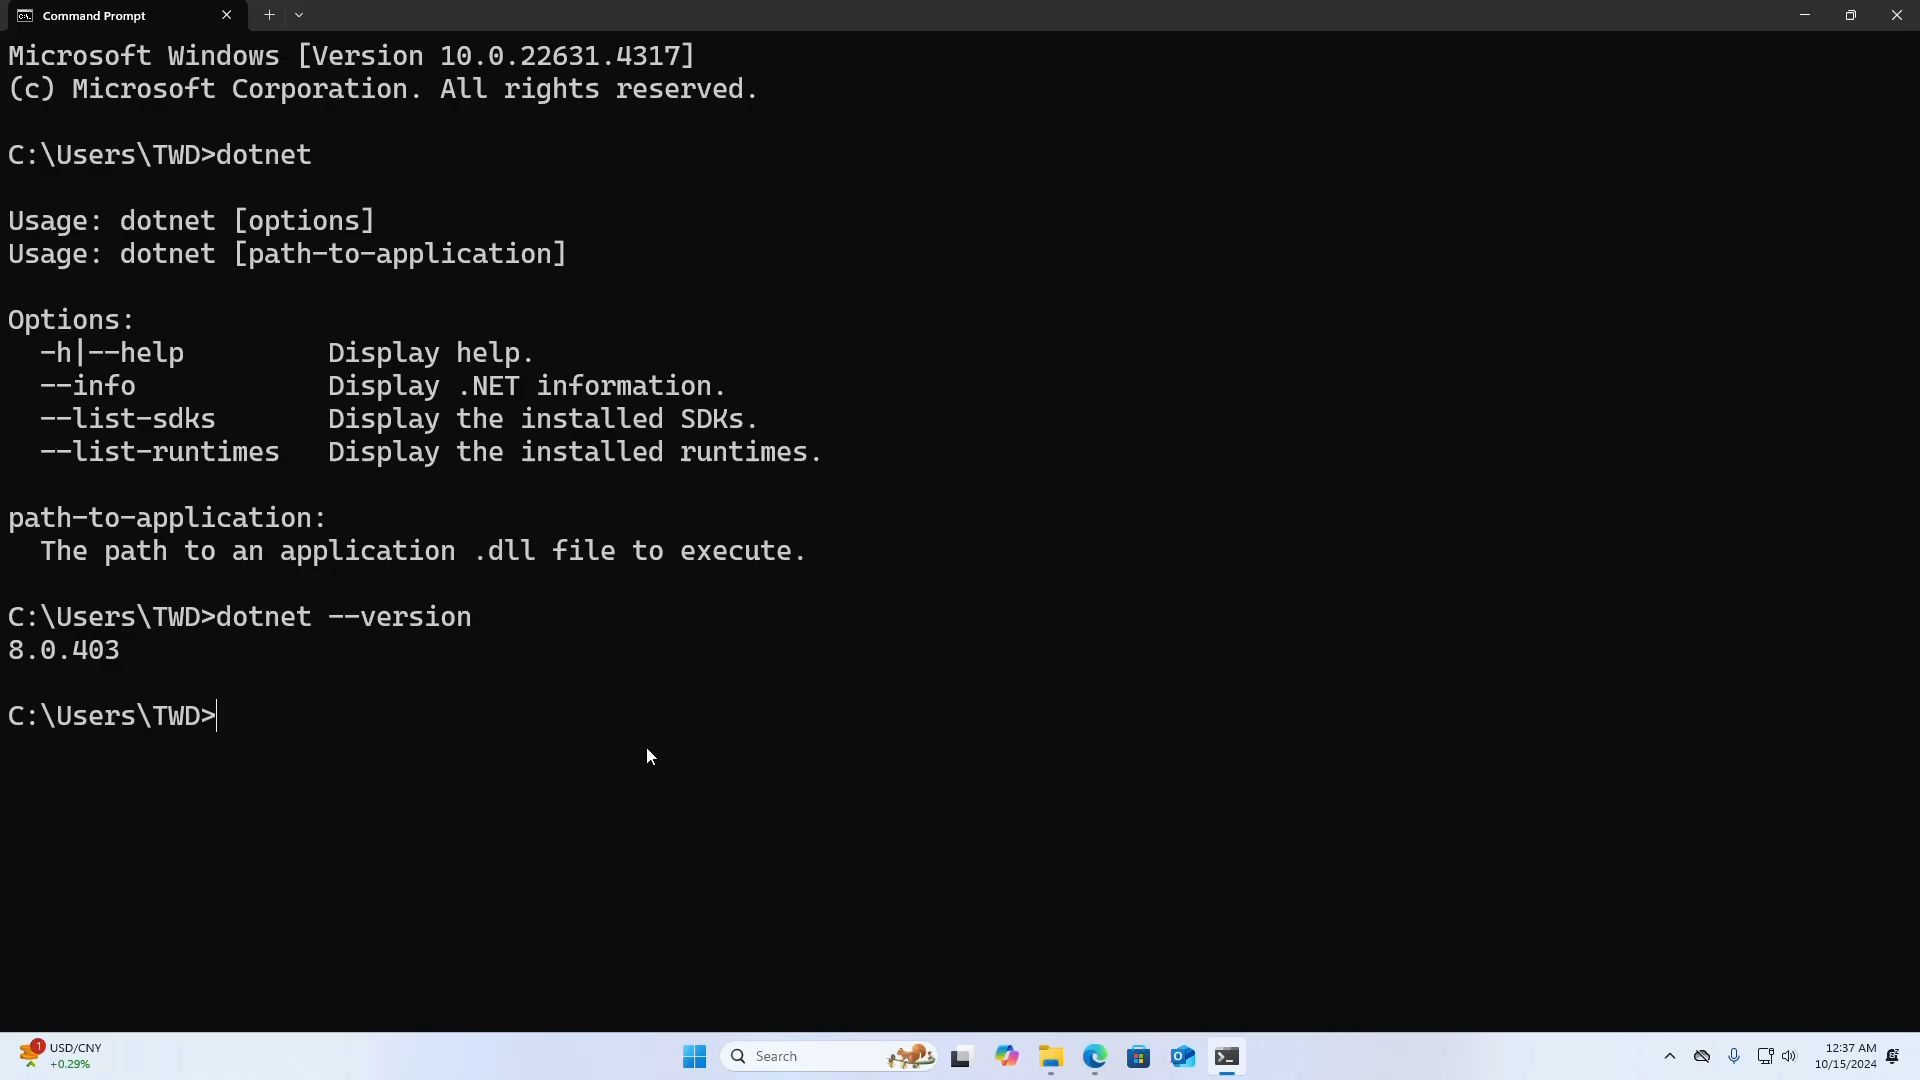 Command Prompt
Microsoft Windows [Version 10.0.22631.4317]
(c) Microsoft Corporation. All rights reserved.
C:\Users\TWD>dotnet
Usage: dotnet [options]
Usage: dotnet [path-to-application]
Options:
-h|--help Display help.
--info Display .NET information.
--list-sdks Display the installed SDKs.
--list-runtimes Display the installed runtimes.
path-to-application:
The path to an application .dll file to execute.
C:\Users\TWD>dotnet --version
8.0.403
C:\Users\TWD>
1
USD/CNY
+0.29%
Search
12:37 AM
10/15/2024